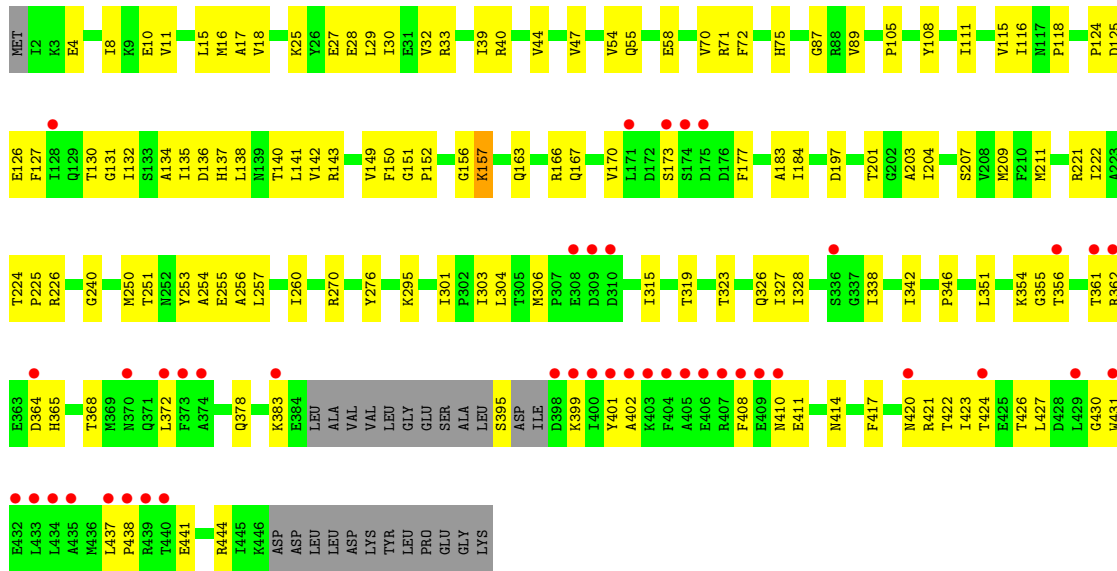 MET I2 K3 E4 I8 K9 E10 V11 L15 M16 A17 V18 K25 Y26 E27 E28 L29 I30 E31 V32 R33 I39 R40 V44 V47 V54 Q55 E58 V70 R71 F72 H75 G87 R88 V89 P105 Y108 I111 V115 I116 N117 P118 P124 D125
E126 F127 I128 Q129 T130 G131 I132 S133 A134 I135 D136 H137 L138 N139 T140 L141 V142 R143 V149 F150 G151 P152 G156 K157 Q163 R166 Q167 V170 L171 D172 S173 S174 D175 D176 F177 A183 I184 D197 T201 G202 A203 I204 S207 V208 M209 F210 M211 R221 I222 A223
T224 P225 R226 G240 M250 T251 N252 Y253 A254 E255 A256 L257 I260 R270 Y276 K295 I301 P302 I303 L304 T305 M306 P307 E308 D309 D310 I315 T319 T323 Q326 I327 I328 S336 G337 I338 I342 P346 L351 K354 G355 T356 T361 P362
E363 D364 H365 T368 M369 N370 Q371 L372 F373 A374 Q378 K383 E384 LEU ALA VAL VAL LEU GLY GLU SER ALA LEU S395 ASP ILE D398 K399 I400 Y401 A402 K403 F404 A405 E406 R407 F408 E409 N410 E411 N414 F417 N420 R421 T422 I423 T424 E425 T426 L427 D428 L429 G430 W431
E432 L433 L434 A435 M436 L437 P438 R439 T440 E441 R444 I445 K446 ASP ASP LEU LEU ASP LYS TYR LEU PRO GLU GLY LYS